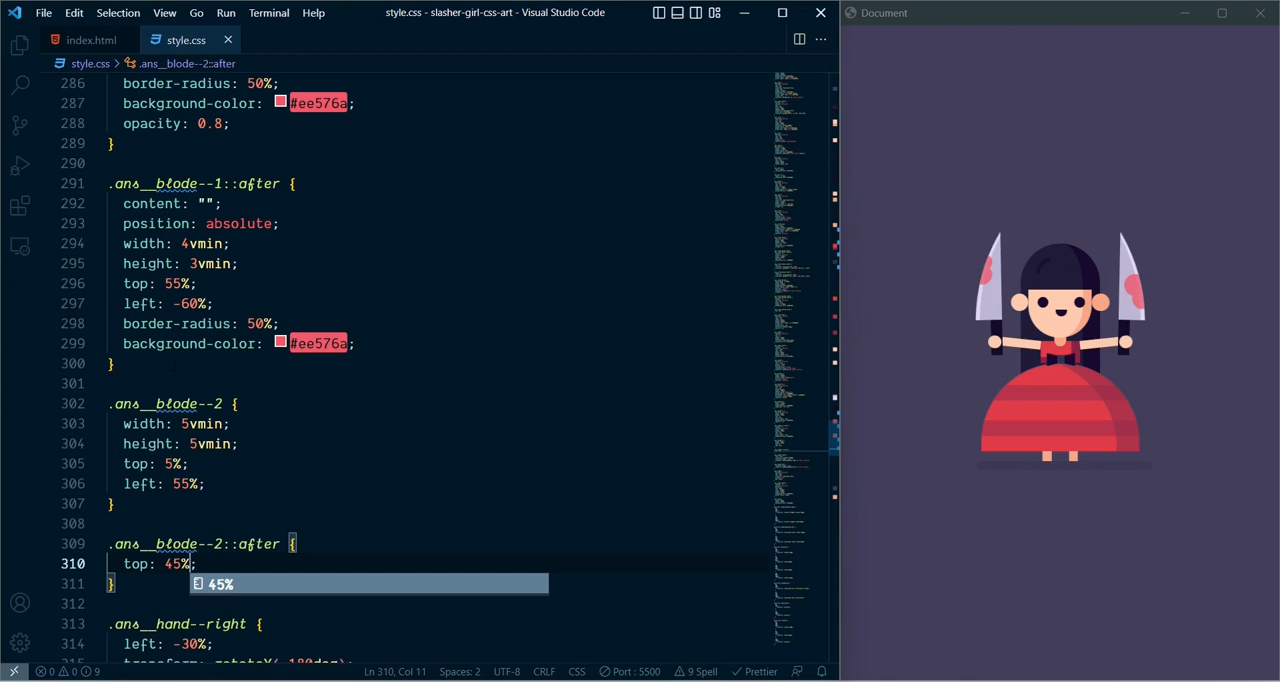 File Edit Selection View Go Run Terminal Help style.css - slasher-girl-css-art - Visual Studio Code
Document
index.html style.css
style.css > .ans__blode--2::after
286 border-radius: 50%;
287 background-color: #ee576a;
288 opacity: 0.8;
289 }
290
291 .ans__blode--1::after {
292 content: "";
293 position: absolute;
294 width: 4vmin;
295 height: 3vmin;
296 top: 55%;
297 left: -60%;
298 border-radius: 50%;
299 background-color: #ee576a;
300 }
301
302 .ans__blode--2 {
303 width: 5vmin;
304 height: 5vmin;
305 top: 5%;
306 left: 55%;
307 }
308
309 .ans__blode--2::after {
310 top: 45%;
311 }
45%
312
313 .ans__hand--right {
314 left: -30%;
0 0 9 Ln 310, Col 11 Spaces: 2 UTF-8 CRLF CSS Port : 5500 9 Spell Prettier